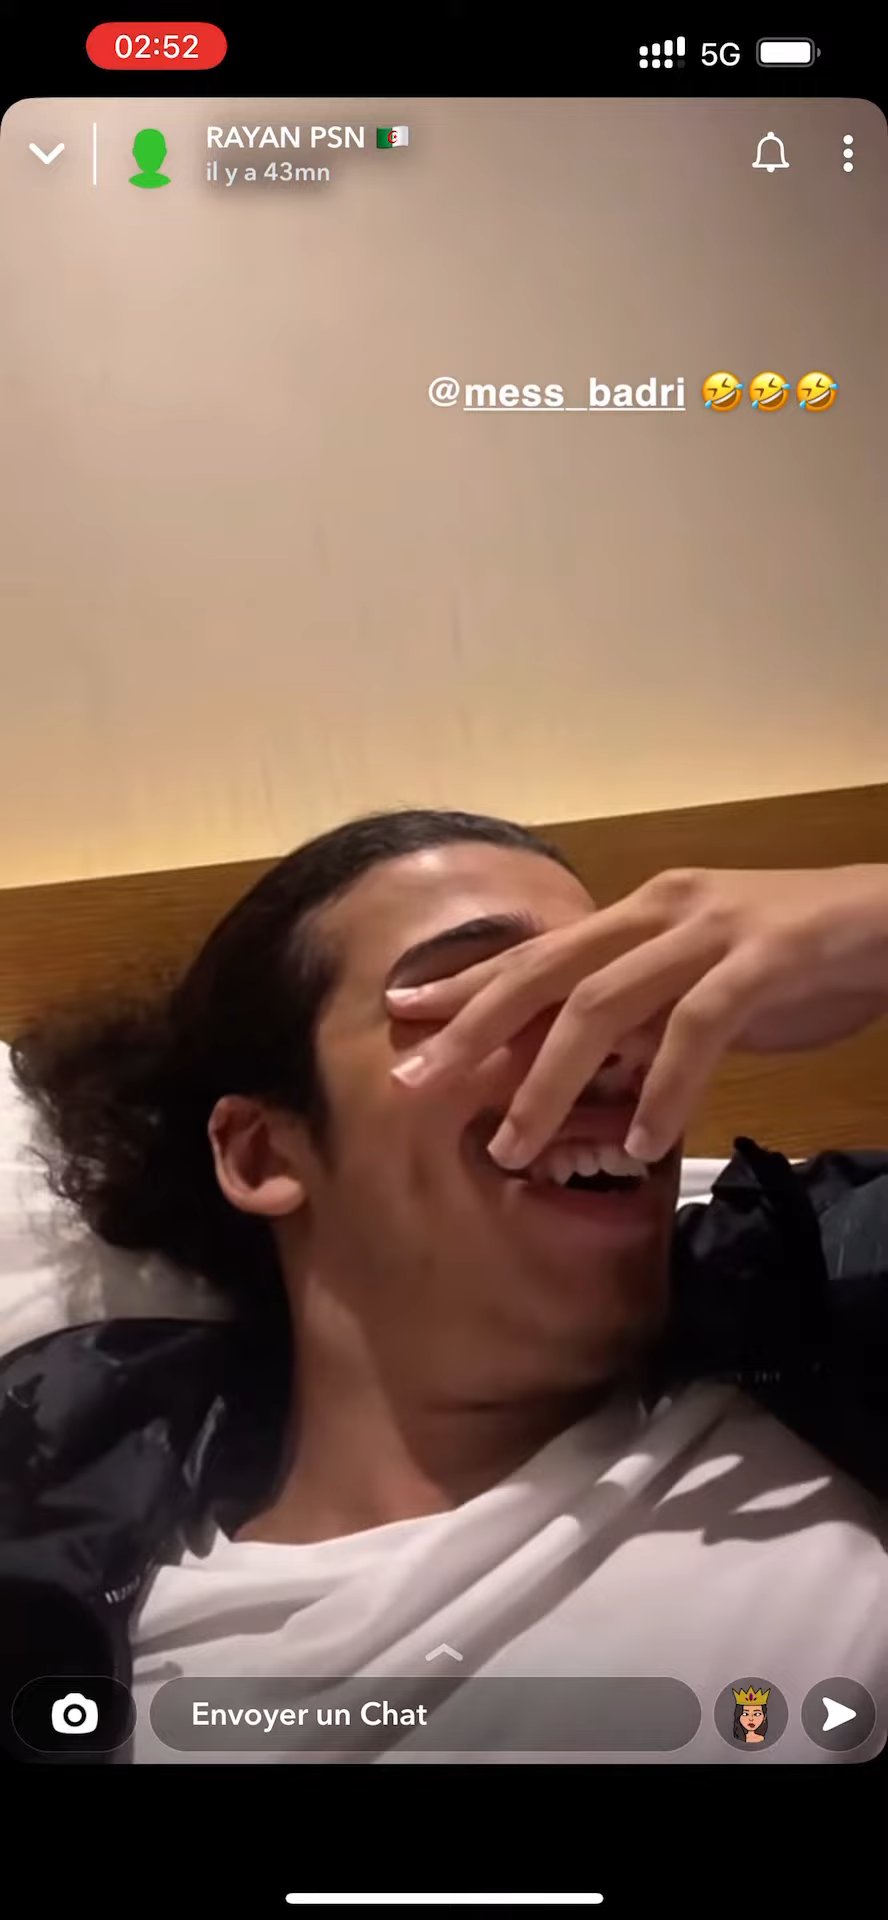 02:52
5G
RAYAN PSN 🇩🇿
il y a 43mn
@mess_badri 🤣🤣🤣
Envoyer un Chat